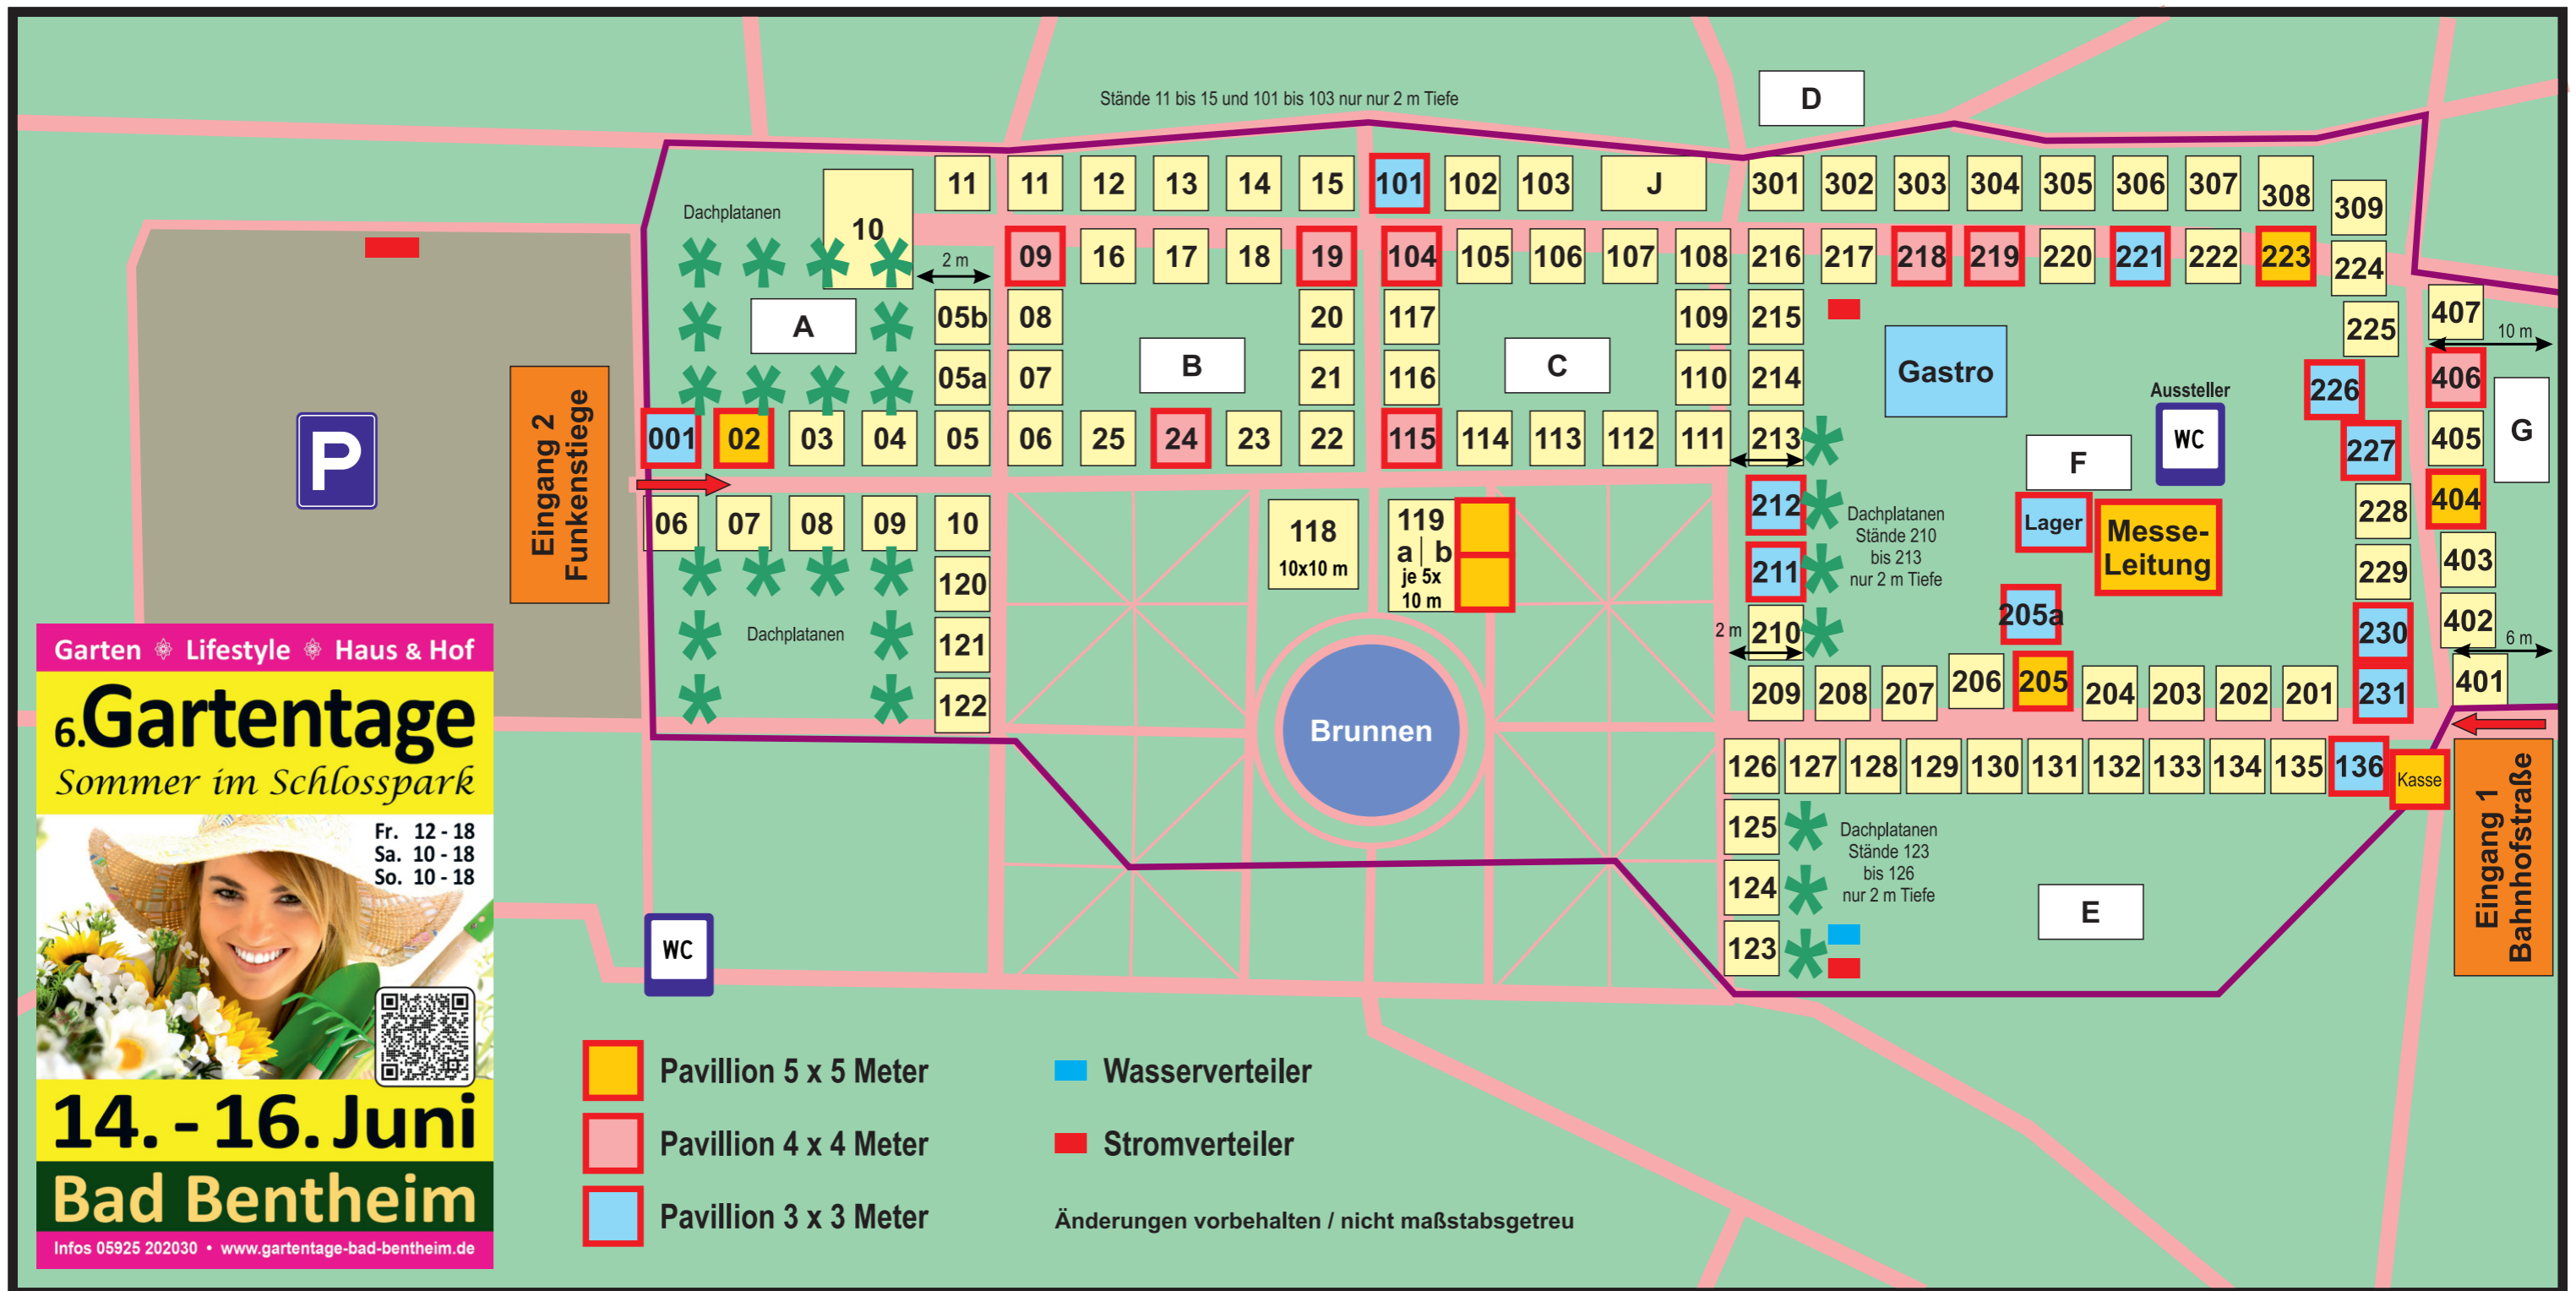 D
Stände 11 bis 15 und 101 bis 103 nur nur 2 m Tiefe
11 11 12 13 14 15 101 102 103 J 301 302 303 304 305 306 307 308 309
Dachplatanen
10
2 m
09 16 17 18 19 104 105 106 107 108 216 217 218 219 220 221 222 223 224
A
05b 08 20 117 109 215 225 407
10 m
B
C
Gastro
05a 07 21 116 110 214 226 406
Aussteller
WC
G
001 02 03 04 05 06 25 24 23 22 115 114 113 112 111 213 227 405
F
P
Eingang 2
Funkenstiege
06 07 08 09 10
118
10x10 m
119
a | b
je 5x
10 m
212
Dachplatanen
Stände 210
bis 213
nur 2 m Tiefe
Lager
Messe-
Leitung
228 404
120 211 229 403
205a
121
Dachplatanen
2 m
210 230 402
6 m
122 209 208 207 206 205 204 203 202 201 231 401
Brunnen
126 127 128 129 130 131 132 133 134 135 136
Kasse
Eingang 1
Bahnhofstraße
125
Dachplatanen
Stände 123
bis 126
nur 2 m Tiefe
124
E
123
WC
Garten Lifestyle Haus & Hof
6.Gartentage
Sommer im Schlosspark
Fr. 12 - 18
Sa. 10 - 18
So. 10 - 18
14. - 16. Juni
Bad Bentheim
Infos 05925 202030 • www.gartentage-bad-bentheim.de
Pavillion 5 x 5 Meter
Pavillion 4 x 4 Meter
Pavillion 3 x 3 Meter
Wasserverteiler
Stromverteiler
Änderungen vorbehalten / nicht maßstabsgetreu